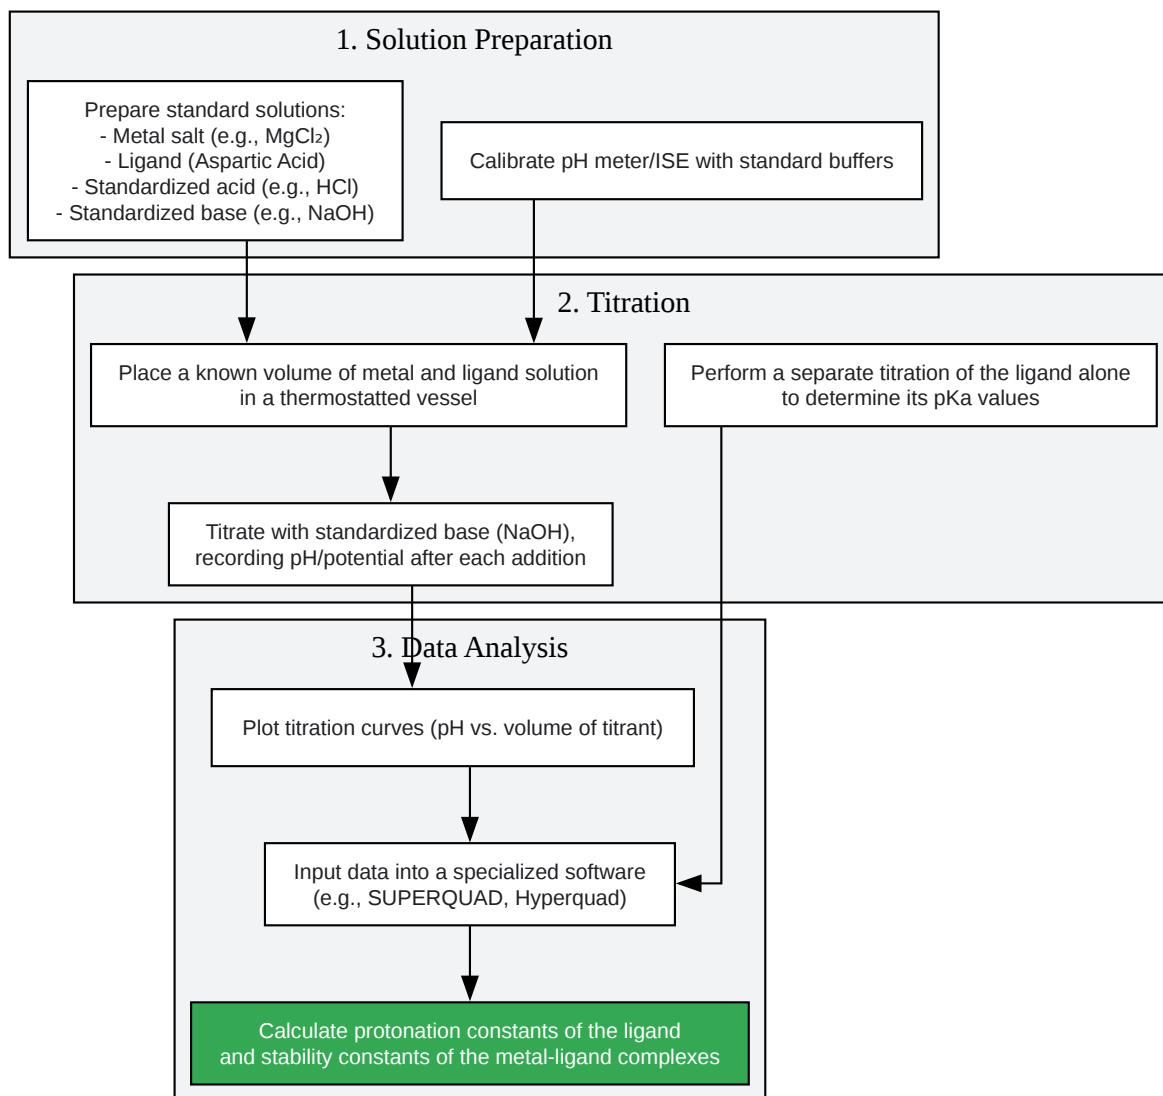 1. Solution Preparation
Prepare standard solutions:
- Metal salt (e.g., MgCl₂)
- Ligand (Aspartic Acid)
- Standardized acid (e.g., HCl)
- Standardized base (e.g., NaOH)
Calibrate pH meter/ISE with standard buffers
2. Titration
Place a known volume of metal and ligand solution
in a thermostatted vessel
Perform a separate titration of the ligand alone
to determine its pKa values
Titrate with standardized base (NaOH),
recording pH/potential after each addition
3. Data Analysis
Plot titration curves (pH vs. volume of titrant)
Input data into a specialized software
(e.g., SUPERQUAD, Hyperquad)
Calculate protonation constants of the ligand
and stability constants of the metal-ligand complexes